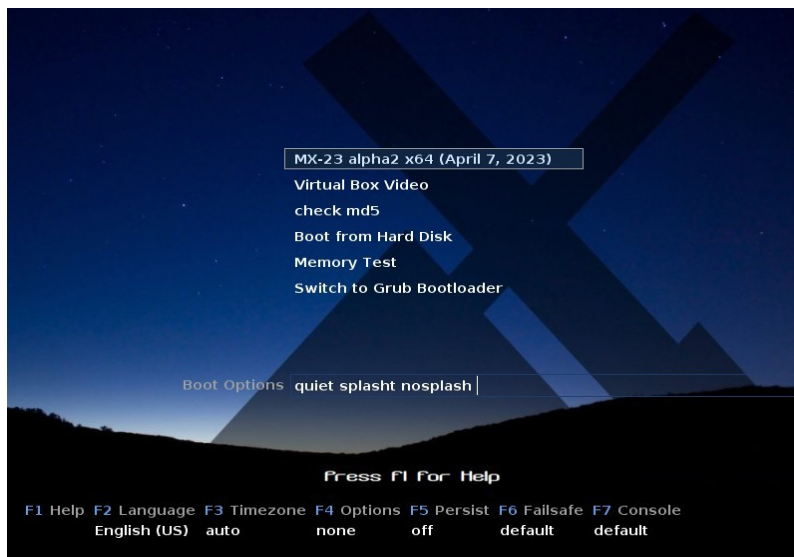 MX-23 alpha2 x64 (April 7, 2023)
Virtual Box Video
check md5
Boot from Hard Disk
Memory Test
Switch to Grub Bootloader
Boot Options quiet splasht nosplash
Press F1 for Help
F1 Help F2 Language F3 Timezone F4 Options F5 Persist F6 Failsafe F7 Console
English (US) auto none off default default